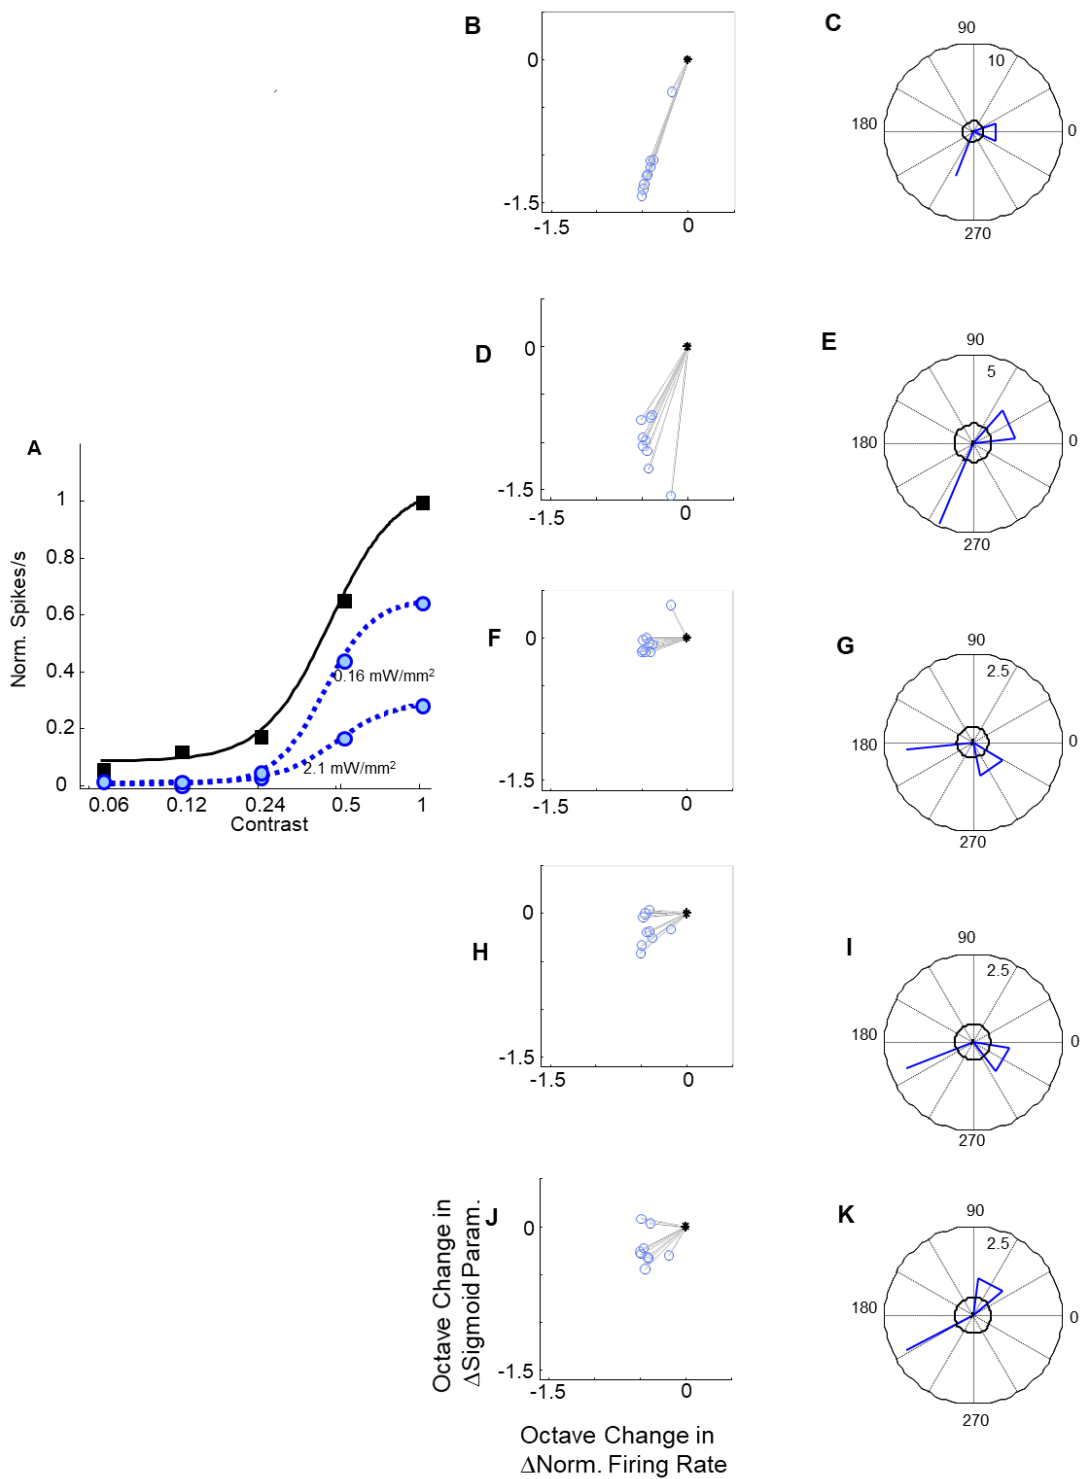 B
0
-1.5
-1.5
0
C
90
10
180
0
270
D
0
-1.5
-1.5
0
E
90
5
180
0
270
A
Norm. Spikes/s
1
0.8
0.6
0.4
0.2
0
0.16 mW/mm²
2.1 mW/mm²
0.06 0.12 0.24 0.5 1
Contrast
F
0
-1.5
-1.5
0
G
90
2.5
180
0
270
H
0
-1.5
-1.5
0
I
90
2.5
180
0
270
J
0
-1.5
-1.5
0
K
90
2.5
180
0
270
Octave Change in
ΔSigmoid Param.
Octave Change in
ΔNorm. Firing Rate